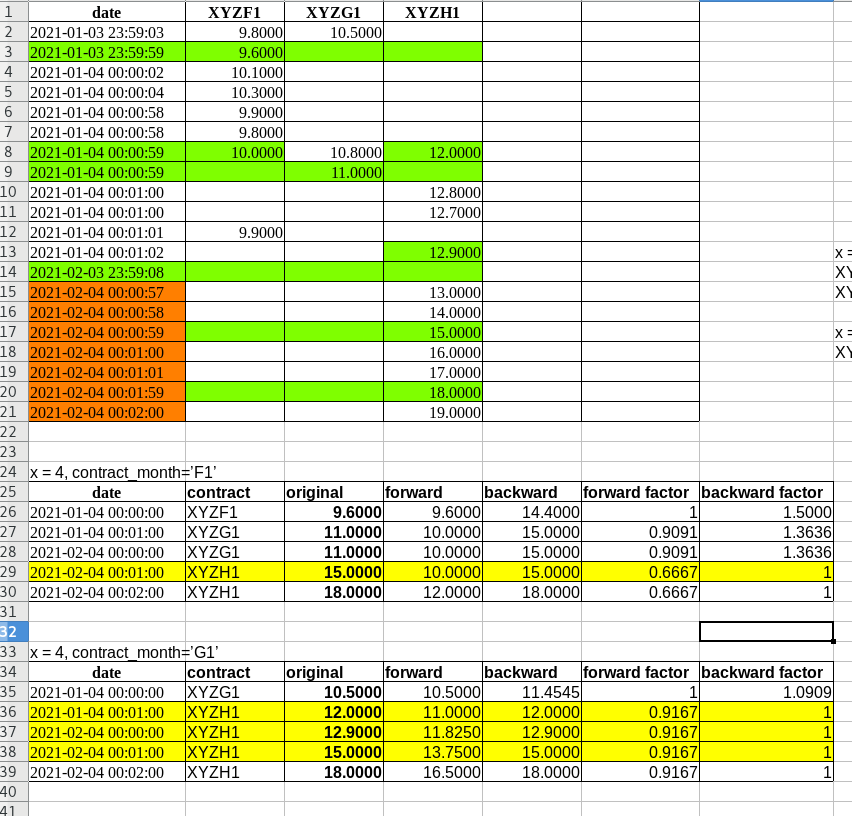 1 date XYZF1 XYZG1 XYZH1
2 2021-01-03 23:59:03 9.8000 10.5000
3 2021-01-03 23:59:59 9.6000
4 2021-01-04 00:00:02 10.1000
5 2021-01-04 00:00:04 10.3000
6 2021-01-04 00:00:58 9.9000
7 2021-01-04 00:00:58 9.8000
8 2021-01-04 00:00:59 10.0000 10.8000 12.0000
9 2021-01-04 00:00:59 11.0000
10 2021-01-04 00:01:00 12.8000
11 2021-01-04 00:01:00 12.7000
12 2021-01-04 00:01:01 9.9000
13 2021-01-04 00:01:02 12.9000 x =
14 2021-02-03 23:59:08 XY
15 2021-02-04 00:00:57 13.0000 XY
16 2021-02-04 00:00:58 14.0000
17 2021-02-04 00:00:59 15.0000 x =
18 2021-02-04 00:01:00 16.0000 XY
19 2021-02-04 00:01:01 17.0000
20 2021-02-04 00:01:59 18.0000
21 2021-02-04 00:02:00 19.0000
22
23
24 x = 4, contract_month=’F1’
25 date contract original forward backward forward factor backward factor
26 2021-01-04 00:00:00 XYZF1 9.6000 9.6000 14.4000 1 1.5000
27 2021-01-04 00:01:00 XYZG1 11.0000 10.0000 15.0000 0.9091 1.3636
28 2021-02-04 00:00:00 XYZG1 11.0000 10.0000 15.0000 0.9091 1.3636
29 2021-02-04 00:01:00 XYZH1 15.0000 10.0000 15.0000 0.6667 1
30 2021-02-04 00:02:00 XYZH1 18.0000 12.0000 18.0000 0.6667 1
31
32
33 x = 4, contract_month=’G1’
34 date contract original forward backward forward factor backward factor
35 2021-01-04 00:00:00 XYZG1 10.5000 10.5000 11.4545 1 1.0909
36 2021-01-04 00:01:00 XYZH1 12.0000 11.0000 12.0000 0.9167 1
37 2021-02-04 00:00:00 XYZH1 12.9000 11.8250 12.9000 0.9167 1
38 2021-02-04 00:01:00 XYZH1 15.0000 13.7500 15.0000 0.9167 1
39 2021-02-04 00:02:00 XYZH1 18.0000 16.5000 18.0000 0.9167 1
40
41